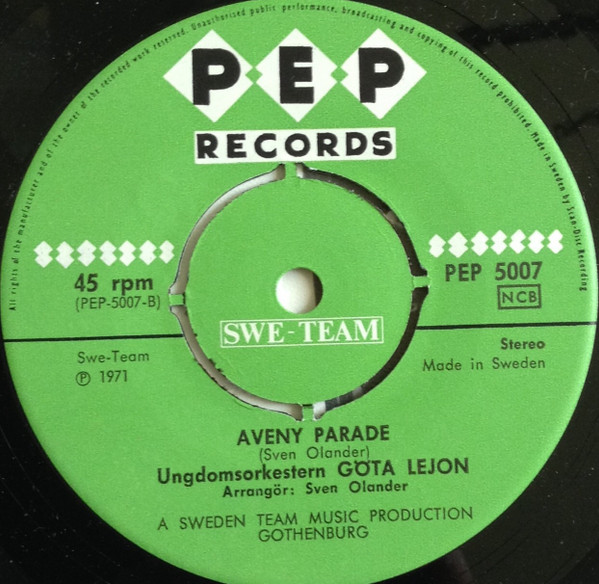 All rights of the manufacturer and of the owner of the recorded work reserved. Unauthorised public performance, broadcasting and copying of this record prohibited. Made in Sweden by Scan-Disc Recording
PEP
RECORDS
45 rpm
(PEP-5007-B)
PEP 5007
NCB
SWE-TEAM
Swe-Team
Ⓟ 1971
Stereo
Made in Sweden
AVENY PARADE
(Sven Olander)
Ungdomsorkestern GÖTA LEJON
Arrangör: Sven Olander
A SWEDEN TEAM MUSIC PRODUCTION
GOTHENBURG